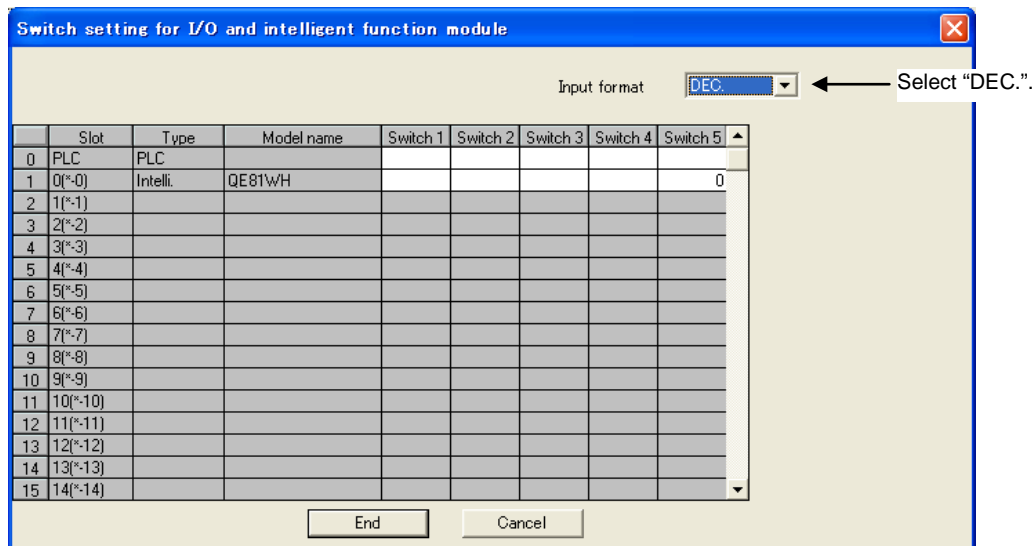 Switch setting for I/O and intelligent function module
Input format DEC. Select “DEC.”.
Slot Type Model name Switch 1 Switch 2 Switch 3 Switch 4 Switch 5
0 PLC PLC
1 0(*-0) Intelli. QE81WH 0
2 1(*-1)
3 2(*-2)
4 3(*-3)
5 4(*-4)
6 5(*-5)
7 6(*-6)
8 7(*-7)
9 8(*-8)
10 9(*-9)
11 10(*-10)
12 11(*-11)
13 12(*-12)
14 13(*-13)
15 14(*-14)
End Cancel